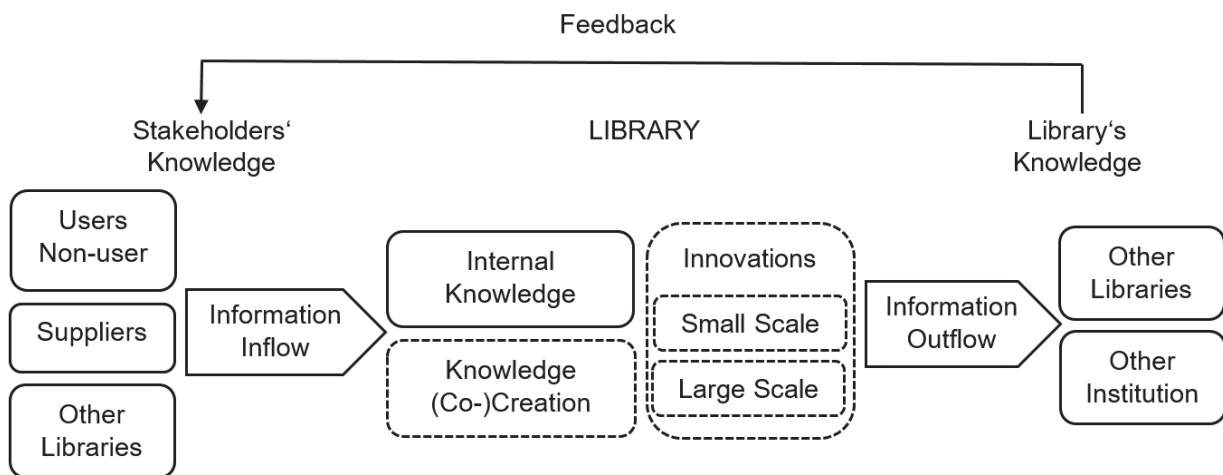 Feedback
Stakeholders‘
Knowledge
LIBRARY
Library‘s
Knowledge
Users
Non-user
Suppliers
Other
Libraries
Information
Inflow
Internal
Knowledge
Knowledge
(Co-)Creation
Innovations
Small Scale
Large Scale
Information
Outflow
Other
Libraries
Other
Institution